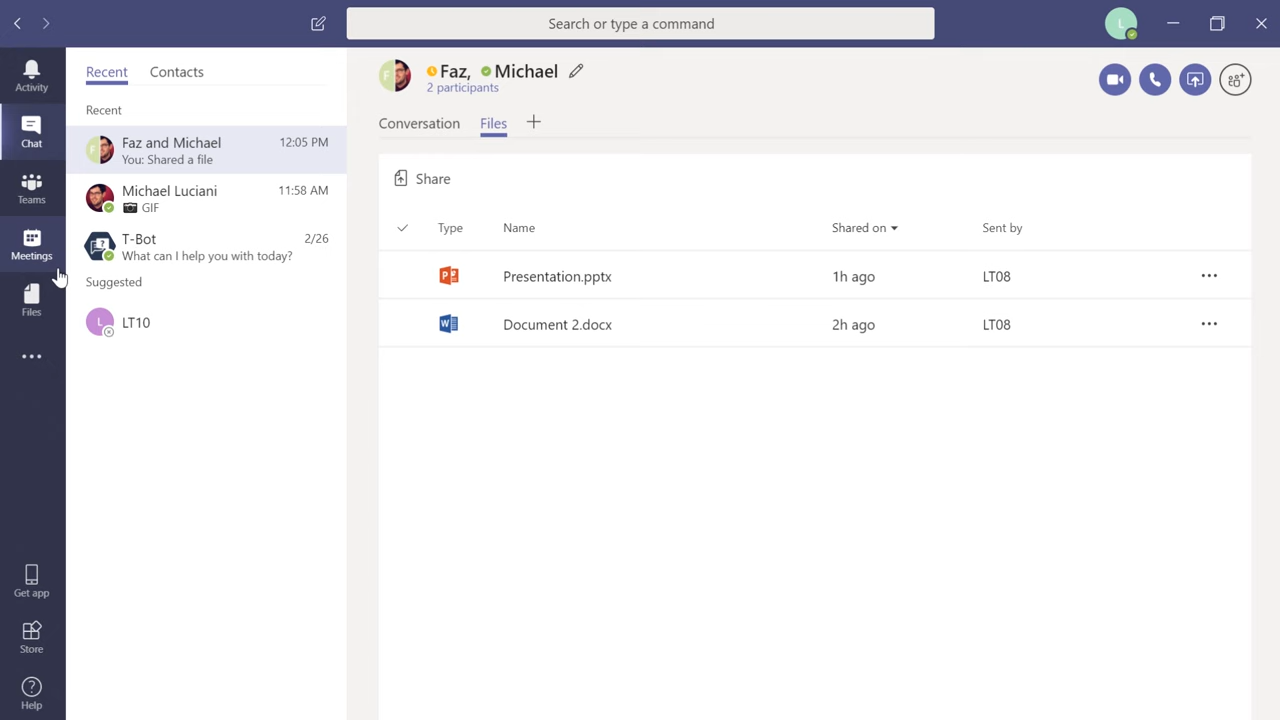 Search or type a command
L
Activity
Chat
Teams
Meetings
Files
Get app
Store
Help
Recent Contacts
Recent
F
Faz and Michael 12:05 PM
You: Shared a file
Michael Luciani 11:58 AM
GIF
T-Bot 2/26
What can I help you with today?
Suggested
L LT10
F
Faz, Michael
2 participants
Conversation Files
Share
Type Name Shared on Sent by
Presentation.pptx 1h ago LT08
Document 2.docx 2h ago LT08